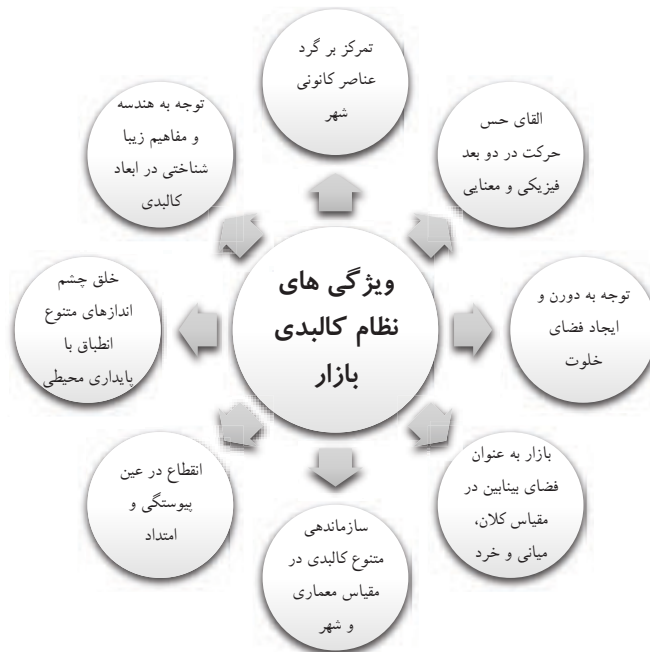 تمرکز بر گرد
عناصر کانونی
شهر
القای حس
حرکت در دو بعد
فیزیکی و معنایی
توجه به دورن و
ایجاد فضای
خلوت
بازار به عنوان
فضای بینابین در
مقیاس کلان،
میانی و خرد
سازماندهی
متنوع کالبدی در
مقیاس معماری
و شهر
انقطاع در عین
پیوستگی و
امتداد
خلق چشم
اندازهای متنوع
انطباق با
پایداری محیطی
توجه به هندسه
و مفاهیم زیبا
شناختی در ابعاد
کالبدی
ویژگی های
نظام کالبدی
بازار